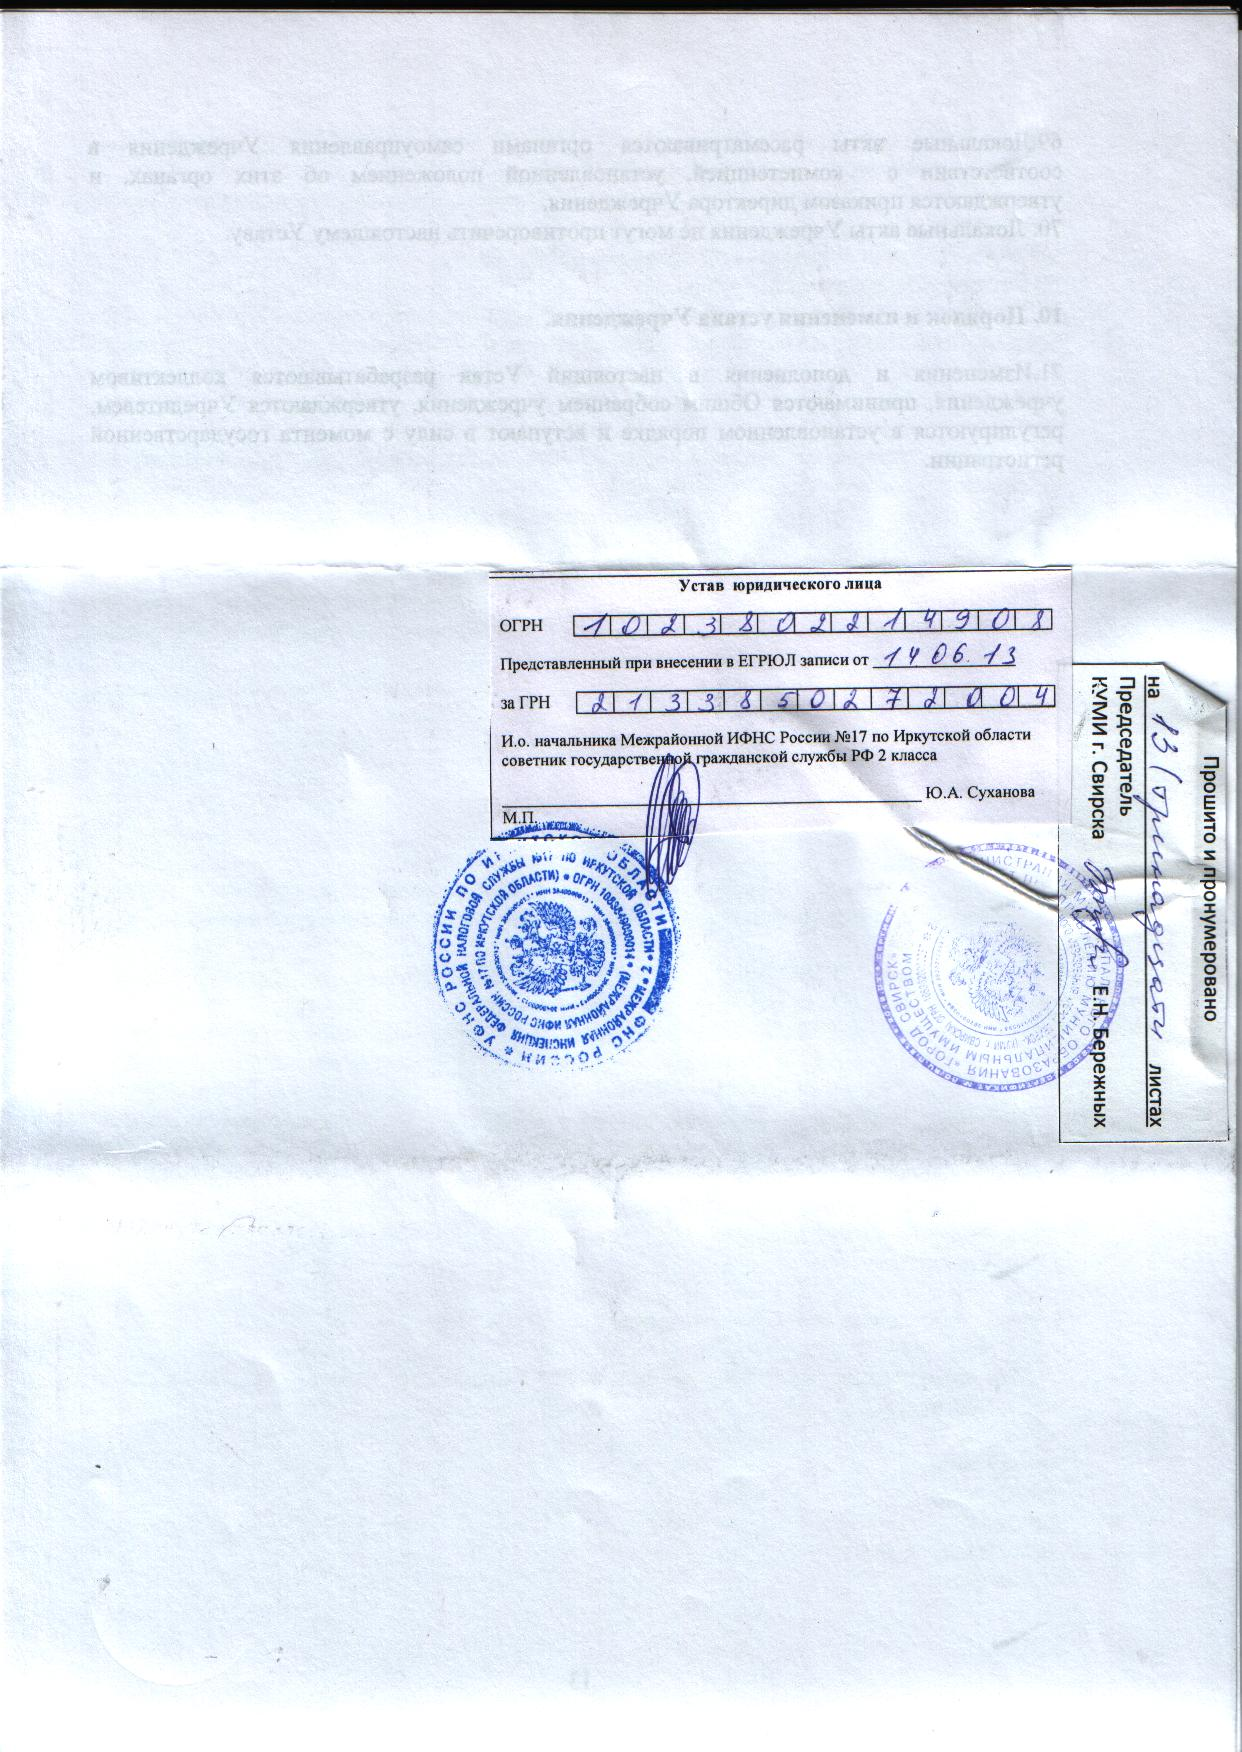 69.Локальные акты рассматриваются органами самоуправления Учреждения в
соответствии с компетенцией, установленной положением об этих органах, и
утверждаются приказом директора Учреждения.
70. Локальные акты Учреждения не могут противоречить настоящему Уставу.
10. Порядок и изменения устава Учреждения.
71.Изменения и дополнения в настоящий Устав разрабатываются коллективом
учреждения, принимаются Общим собранием учреждения, утверждаются Учредителем,
регулируются в установленном порядке и вступают в силу с момента государственной
регистрации.
Устав юридического лица
ОГРН 1023802214908
Представленный при внесении в ЕГРЮЛ записи от 14.06.13
за ГРН 2133850272004
И.о. начальника Межрайонной ИФНС России №17 по Иркутской области
советник государственной гражданской службы РФ 2 класса
Ю.А. Суханова
М.П.
Прошито и пронумеровано
на 13 (тринадцати листах
Председатель
КУМИ г. Свирска Е.Н. Бережных
13